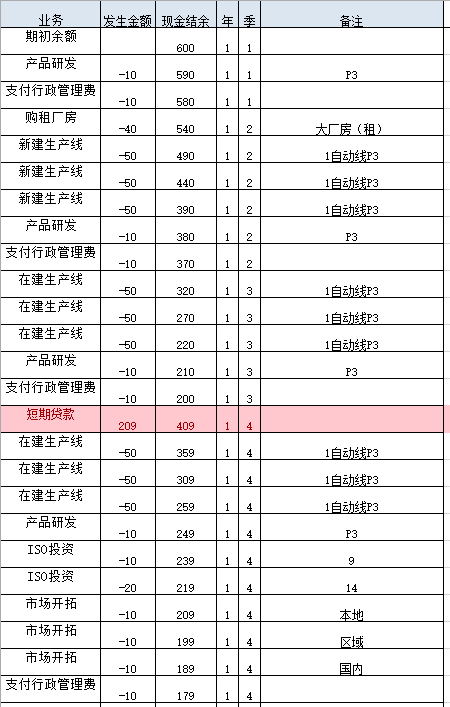 业务 发生金额 现金结余 年 季 备注
期初余额 600 1 1
产品研发 -10 590 1 1 P3
支付行政管理费 -10 580 1 1
购租厂房 -40 540 1 2 大厂房（租）
新建生产线 -50 490 1 2 1自动线P3
新建生产线 -50 440 1 2 1自动线P3
新建生产线 -50 390 1 2 1自动线P3
产品研发 -10 380 1 2 P3
支付行政管理费 -10 370 1 2
在建生产线 -50 320 1 3 1自动线P3
在建生产线 -50 270 1 3 1自动线P3
在建生产线 -50 220 1 3 1自动线P3
产品研发 -10 210 1 3 P3
支付行政管理费 -10 200 1 3
短期贷款 209 409 1 4
在建生产线 -50 359 1 4 1自动线P3
在建生产线 -50 309 1 4 1自动线P3
在建生产线 -50 259 1 4 1自动线P3
产品研发 -10 249 1 4 P3
ISO投资 -10 239 1 4 9
ISO投资 -20 219 1 4 14
市场开拓 -10 209 1 4 本地
市场开拓 -10 199 1 4 区域
市场开拓 -10 189 1 4 国内
支付行政管理费 -10 179 1 4